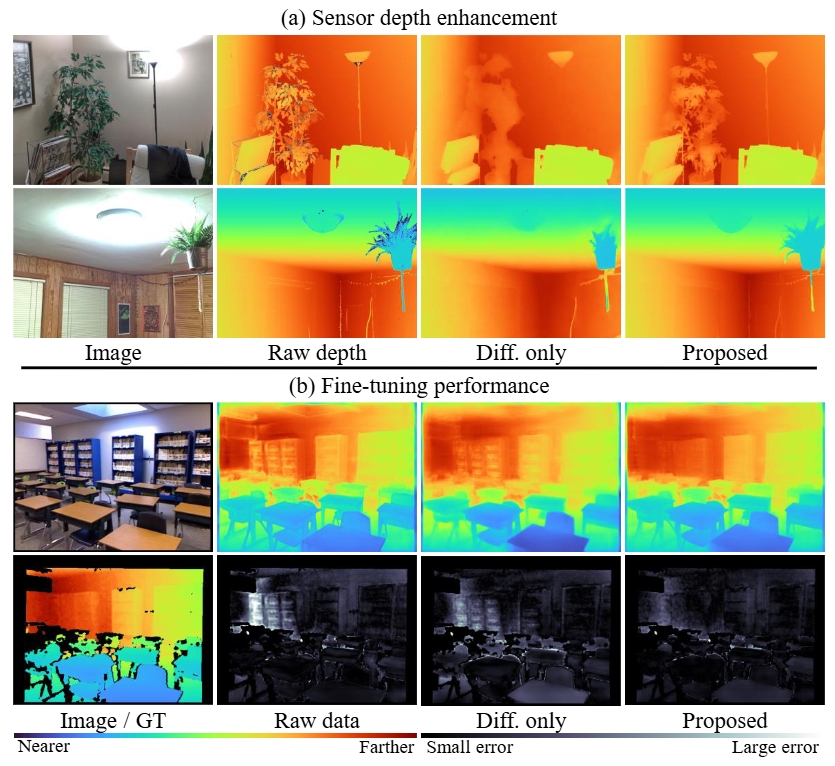 (a) Sensor depth enhancement
Image Raw depth Diff. only Proposed
(b) Fine-tuning performance
Image / GT Raw data Diff. only Proposed
Nearer Farther Small error Large error